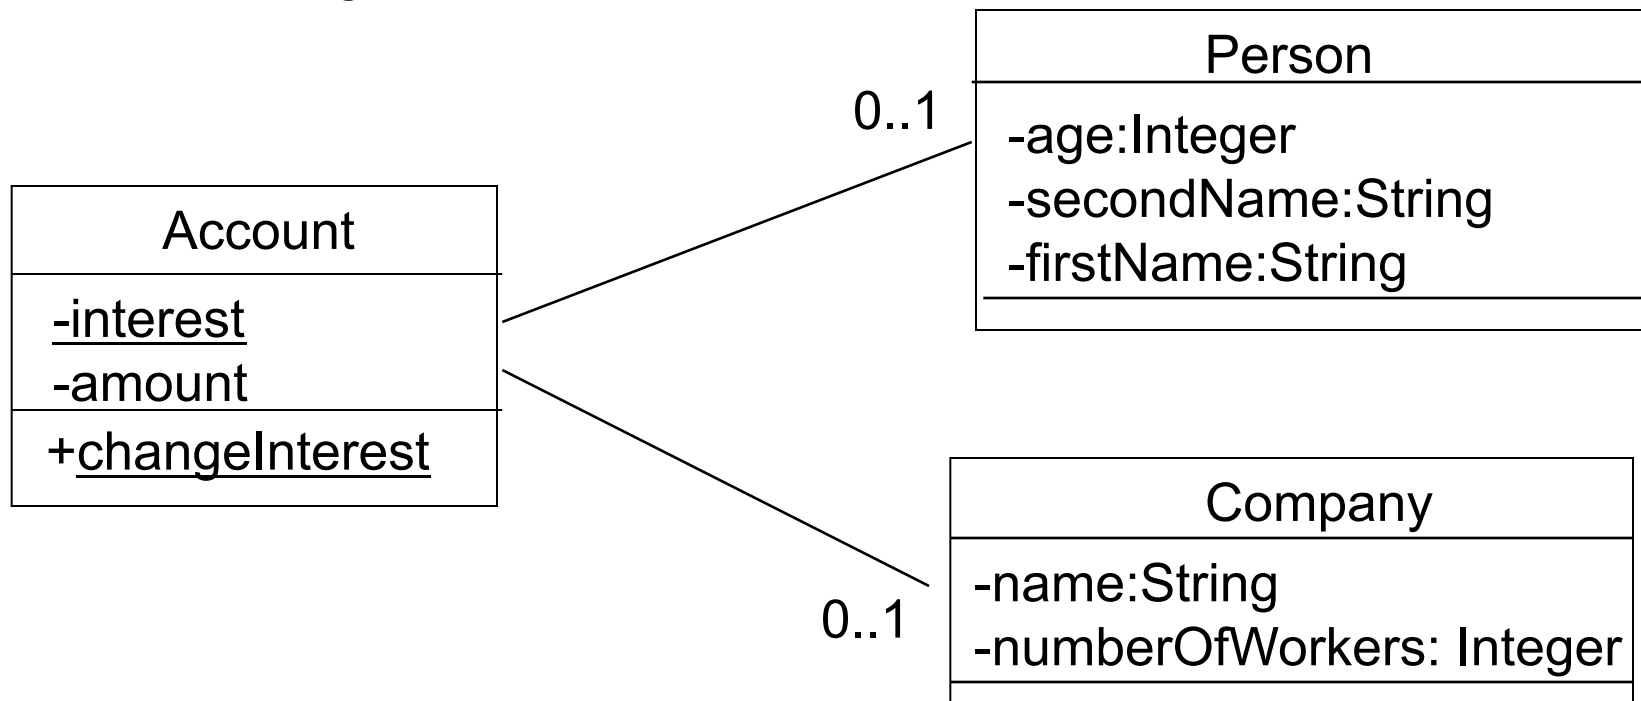 Person
0..1
-age:Integer
-secondName:String
-firstName:String
Account
-interest
-amount
+changeInterest
Company
0..1
-name:String
-numberOfWorkers: Integer